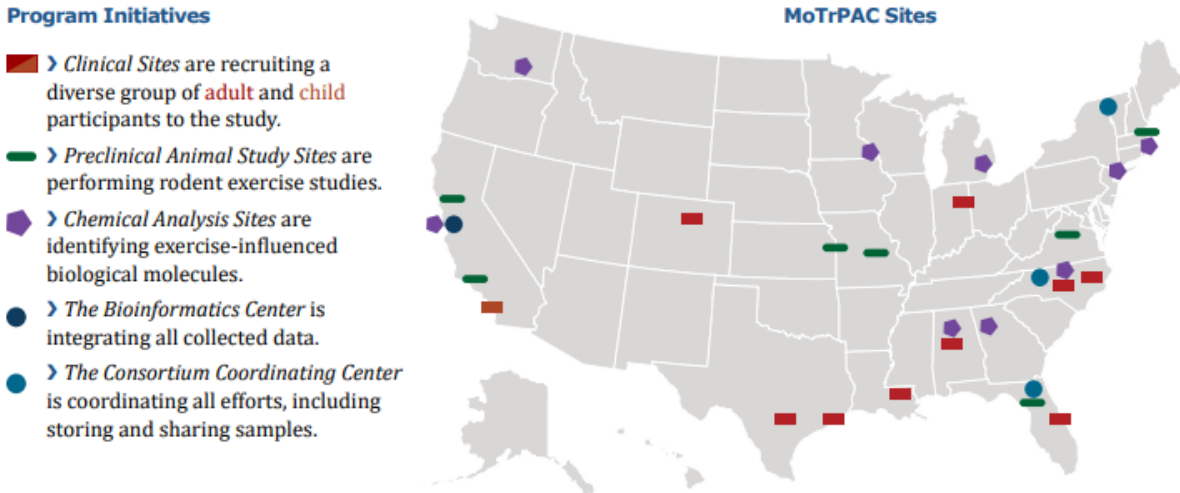 Program Initiatives
MoTrPAC Sites
❯ Clinical Sites are recruiting a
diverse group of adult and child
participants to the study.
❯ Preclinical Animal Study Sites are
performing rodent exercise studies.
❯ Chemical Analysis Sites are
identifying exercise-influenced
biological molecules.
❯ The Bioinformatics Center is
integrating all collected data.
❯ The Consortium Coordinating Center
is coordinating all efforts, including
storing and sharing samples.